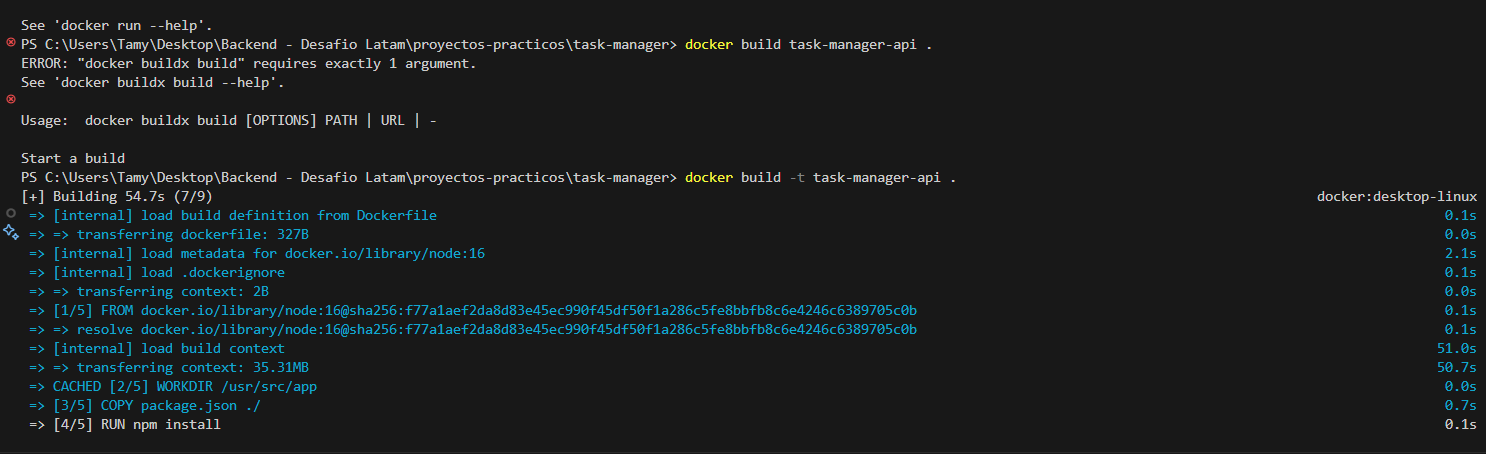 See 'docker run --help'.
PS C:\Users\Tamy\Desktop\Backend - Desafio Latam\proyectos-practicos\task-manager> docker build task-manager-api .
ERROR: "docker buildx build" requires exactly 1 argument.
See 'docker buildx build --help'.
Usage:  docker buildx build [OPTIONS] PATH | URL | -
Start a build
PS C:\Users\Tamy\Desktop\Backend - Desafio Latam\proyectos-practicos\task-manager> docker build -t task-manager-api .
[+] Building 54.7s (7/9) docker:desktop-linux
=> [internal] load build definition from Dockerfile 0.1s
=> => transferring dockerfile: 327B 0.0s
=> [internal] load metadata for docker.io/library/node:16 2.1s
=> [internal] load .dockerignore 0.1s
=> => transferring context: 2B 0.0s
=> [1/5] FROM docker.io/library/node:16@sha256:f77a1aef2da8d83e45ec990f45df50f1a286c5fe8bbfb8c6e4246c6389705c0b 0.1s
=> => resolve docker.io/library/node:16@sha256:f77a1aef2da8d83e45ec990f45df50f1a286c5fe8bbfb8c6e4246c6389705c0b 0.1s
=> [internal] load build context 51.0s
=> => transferring context: 35.31MB 50.7s
=> CACHED [2/5] WORKDIR /usr/src/app 0.0s
=> [3/5] COPY package.json ./ 0.7s
=> [4/5] RUN npm install 0.1s